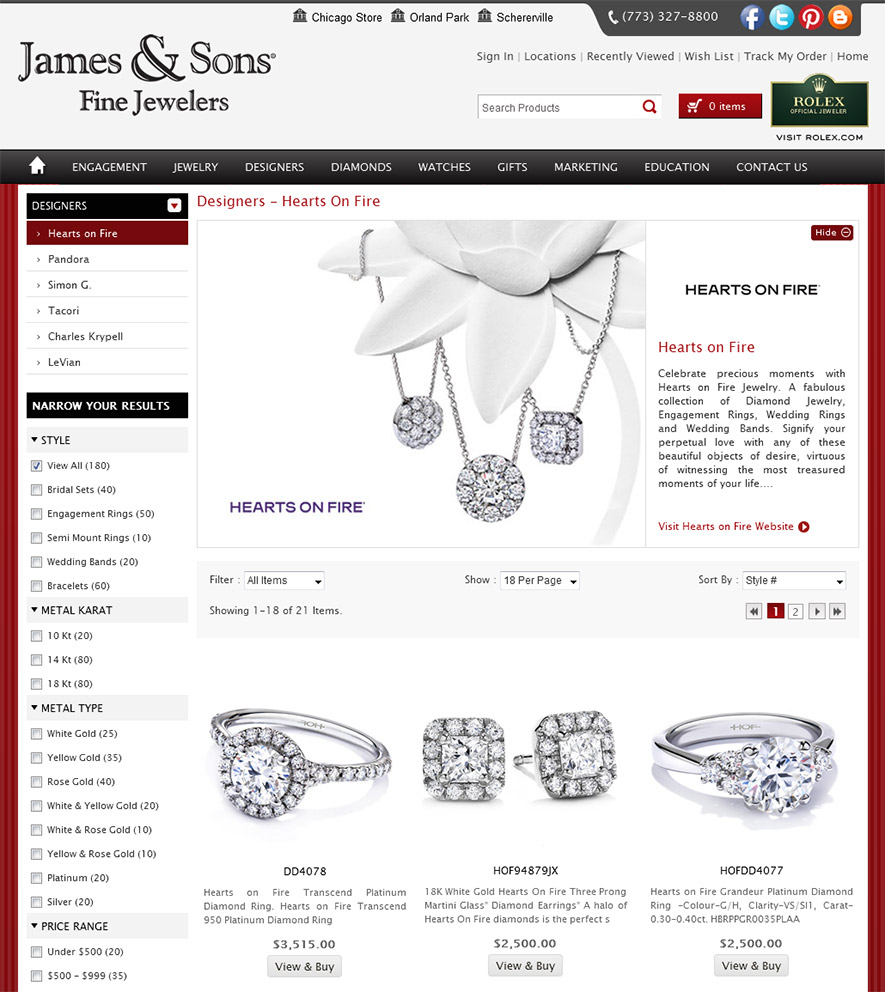 Chicago Store Orland Park Schererville
(773) 327-8800
James & Sons
Fine Jewelers
Sign In | Locations | Recently Viewed | Wish List | Track My Order | Home
Search Products
0 items
ROLEX
OFFICIAL JEWELER
VISIT ROLEX.COM
ENGAGEMENT JEWELRY DESIGNERS DIAMONDS WATCHES GIFTS MARKETING EDUCATION CONTACT US
DESIGNERS
› Hearts on Fire
› Pandora
› Simon G.
› Tacori
› Charles Krypell
› LeVian
NARROW YOUR RESULTS
STYLE
View All (180)
Bridal Sets (40)
Engagement Rings (50)
Semi Mount Rings (10)
Wedding Bands (20)
Bracelets (60)
METAL KARAT
10 Kt (20)
14 Kt (80)
18 Kt (80)
METAL TYPE
White Gold (25)
Yellow Gold (35)
Rose Gold (40)
White & Yellow Gold (20)
White & Rose Gold (10)
Yellow & Rose Gold (10)
Platinum (20)
Silver (20)
PRICE RANGE
Under $500 (20)
$500 - $999 (35)
Designers - Hearts On Fire
HEARTS ON FIRE
Hide
HEARTS ON FIRE
Hearts on Fire
Celebrate precious moments with
Hearts on Fire Jewelry. A fabulous
collection of Diamond Jewelry,
Engagement Rings, Wedding Rings
and Wedding Bands. Signify your
perpetual love with any of these
beautiful objects of desire, virtuous
of witnessing the most treasured
moments of your life....
Visit Hearts on Fire Website
Filter : All Items Show : 18 Per Page Sort By : Style #
Showing 1-18 of 21 Items.
1 2
HOF
DD4078
Hearts on Fire Transcend Platinum
Diamond Ring. Hearts on Fire Transcend
950 Platinum Diamond Ring
$3,515.00
View & Buy
HOF94879JX
18K White Gold Hearts On Fire Three Prong
Martini Glass" Diamond Earrings" A halo of
Hearts On Fire diamonds is the perfect s
$2,500.00
View & Buy
HOF
HOFDD4077
Hearts on Fire Grandeur Platinum Diamond
Ring -Colour-G/H, Clarity-VS/SI1, Carat-
0.30-0.40ct. HBRPPGR0035PLAA
$2,500.00
View & Buy